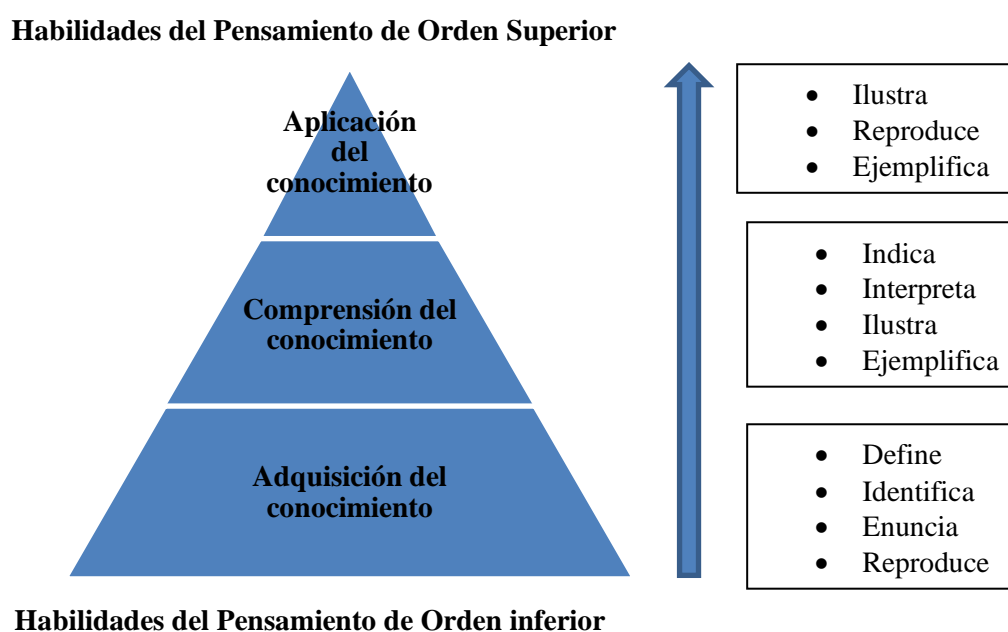 Habilidades del Pensamiento de Orden Superior
Aplicación
del
conocimiento
• Ilustra
• Reproduce
• Ejemplifica
Comprensión del
conocimiento
• Indica
• Interpreta
• Ilustra
• Ejemplifica
Adquisición del
conocimiento
• Define
• Identifica
• Enuncia
• Reproduce
Habilidades del Pensamiento de Orden inferior